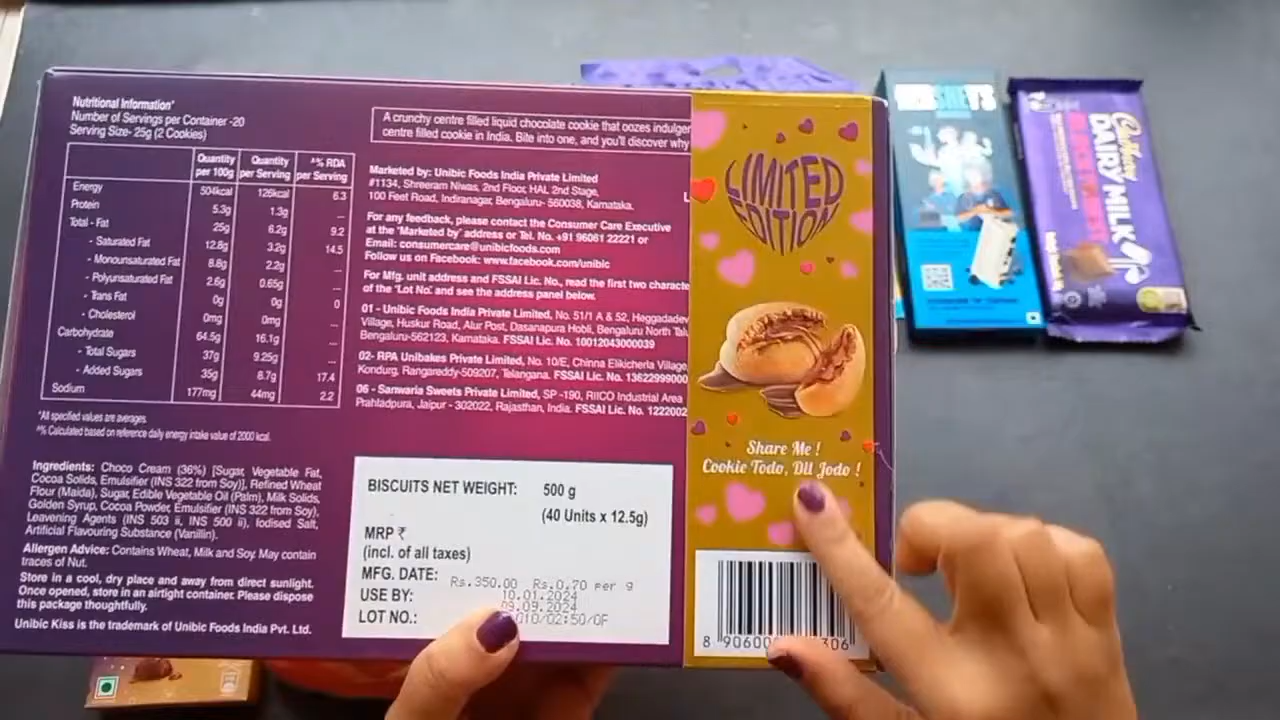 Nutritional Information*
Number of Servings per Container -20
Serving Size- 25g (2 Cookies)
Quantity per 100g Quantity per Serving ^% RDA per Serving
Energy 504kcal 126kcal 6.3
Protein 5.3g 1.3g ...
Total - Fat 25g 6.2g 9.2
- Saturated Fat 12.8g 3.2g 14.5
- Monounsaturated Fat 8.8g 2.2g ...
- Polyunsaturated Fat 2.6g 0.65g ...
- Trans Fat 0g 0g 0
- Cholesterol 0mg 0mg ...
Carbohydrate 64.5g 16.1g ...
- Total Sugars 37g 9.25g ...
- Added Sugars 35g 8.7g 17.4
Sodium 177mg 44mg 2.2
*All specified values are averages.
^% Calculated based on reference daily energy intake value of 2000 kcal.
Ingredients: Choco Cream (36%) [Sugar, Vegetable Fat,
Cocoa Solids, Emulsifier (INS 322 from Soy)], Refined Wheat
Flour (Maida), Sugar, Edible Vegetable Oil (Palm), Milk Solids,
Golden Syrup, Cocoa Powder, Emulsifier (INS 322 from Soy),
Leavening Agents (INS 503 ii, INS 500 ii), Iodised Salt,
Artificial Flavouring Substance (Vanillin).
Allergen Advice: Contains Wheat, Milk and Soy. May contain
traces of Nut.
Store in a cool, dry place and away from direct sunlight.
Once opened, store in an airtight container. Please dispose
this package thoughtfully.
Unibic Kiss is the trademark of Unibic Foods India Pvt. Ltd.
A crunchy centre filled liquid chocolate cookie that oozes indulger
centre filled cookie in India. Bite into one, and you'll discover why
Marketed by: Unibic Foods India Private Limited
#1134, Shreeram Niwas, 2nd Floor, HAL 2nd Stage,
100 Feet Road, Indiranagar, Bengaluru- 560038, Karnataka.
L
For any feedback, please contact the Consumer Care Executive
at the 'Marketed by' address or Tel. No. +91 96061 22221 or
Email: consumercare@unibicfoods.com
Follow us on Facebook: www.facebook.com/unibic
For Mfg. unit address and FSSAI Lic. No., read the first two characte
of the 'Lot No.' and see the address panel below.
01 - Unibic Foods India Private Limited, No. 51/1 A & 52, Heggadadev
Village, Huskur Road, Alur Post, Dasanapura Hobli, Bengaluru North Talu
Bengaluru-562123, Karnataka. FSSAI Lic. No. 10012043000039
02- RPA Unibakes Private Limited, No. 10/E, Chinna Elikicherla Village
Kondurg, Rangareddy-509207, Telangana. FSSAI Lic. No. 13622999000
06 - Sanwaria Sweets Private Limited, SP -190, RIICO Industrial Area
Prahladpura, Jaipur - 302022, Rajasthan, India. FSSAI Lic. No. 1222002
BISCUITS NET WEIGHT: 500 g
(40 Units x 12.5g)
MRP ₹
(incl. of all taxes) Rs.350.00 Rs.0.70 per g
MFG. DATE: 10.01.2024
USE BY: 09.09.2024
LOT NO.: 010/02:50/OF
LIMITED
EDITION
Share Me !
Cookie Todo, Dil Jodo !
8 90600 306
HERSHEY'S
Cadbury
DAIRY MILK